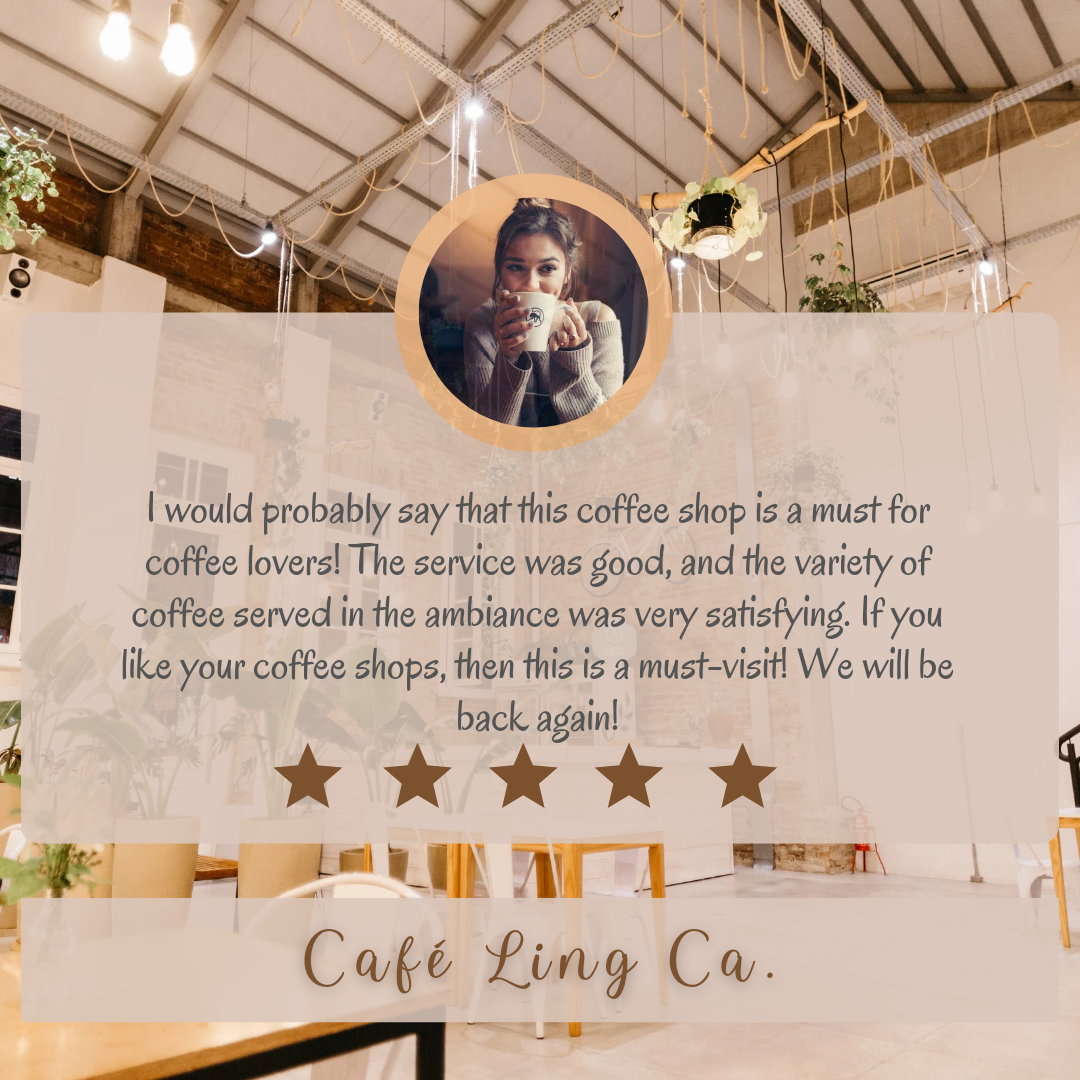 I would probably say that this coffee shop is a must for
coffee lovers! The service was good, and the variety of
coffee served in the ambiance was very satisfying. If you
like your coffee shops, then this is a must-visit! We will be
back again!
Café Ling Ca.